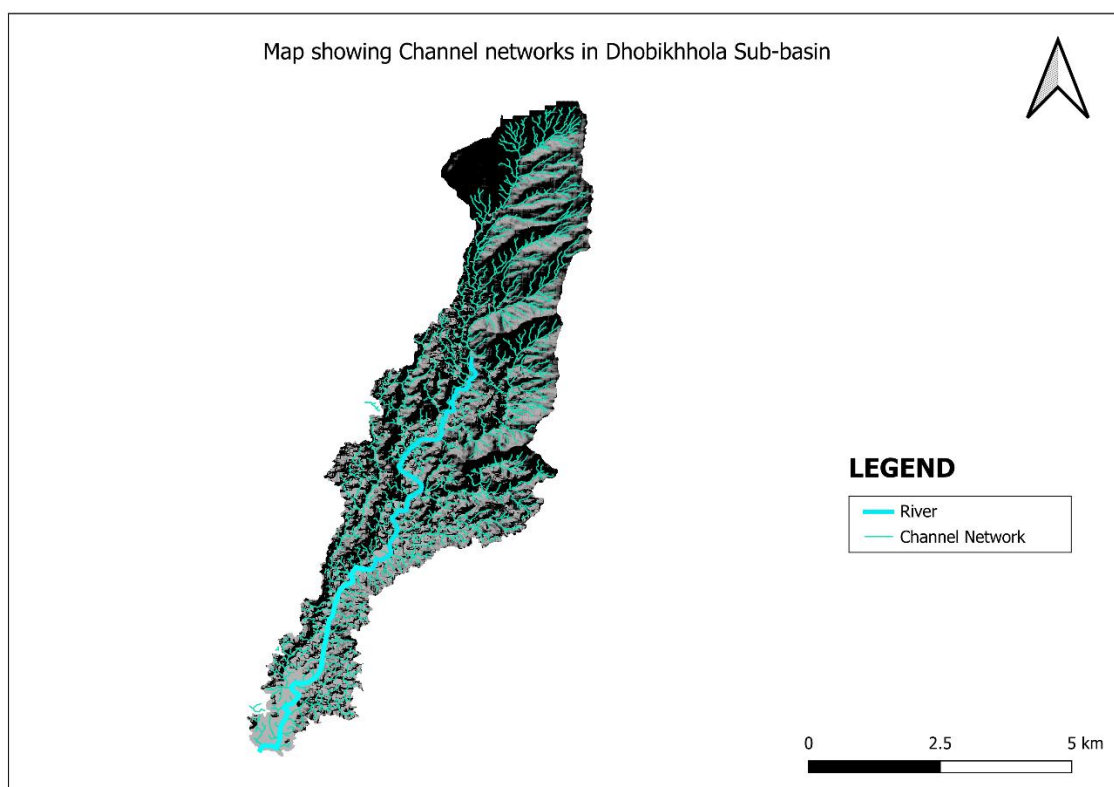 Map showing Channel networks in Dhobikhhola Sub-basin
LEGEND
River
Channel Network
0 2.5 5 km